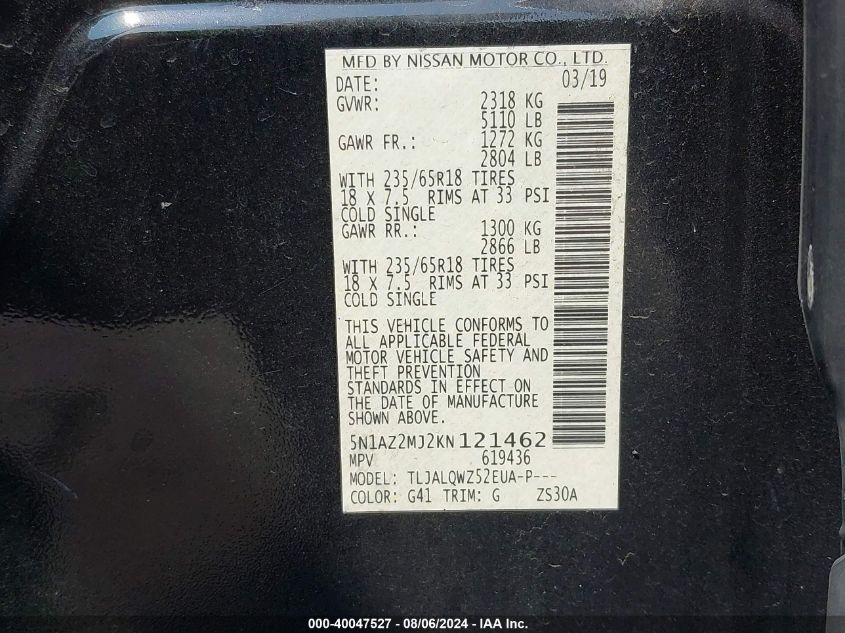 MFD BY NISSAN MOTOR CO., LTD.
DATE: 03/19
GVWR: 2318 KG
5110 LB
GAWR FR.: 1272 KG
2804 LB
WITH 235/65R18 TIRES
18 X 7.5 RIMS AT 33 PSI
COLD SINGLE
GAWR RR.: 1300 KG
2866 LB
WITH 235/65R18 TIRES
18 X 7.5 RIMS AT 33 PSI
COLD SINGLE
THIS VEHICLE CONFORMS TO
ALL APPLICABLE FEDERAL
MOTOR VEHICLE SAFETY AND
THEFT PREVENTION
STANDARDS IN EFFECT ON
THE DATE OF MANUFACTURE
SHOWN ABOVE.
5N1AZ2MJ2KN121462
MPV 619436
MODEL: TLJALQWZ52EUA-P---
COLOR: G41 TRIM: G ZS30A
000-40047527 - 08/06/2024 - IAA Inc.